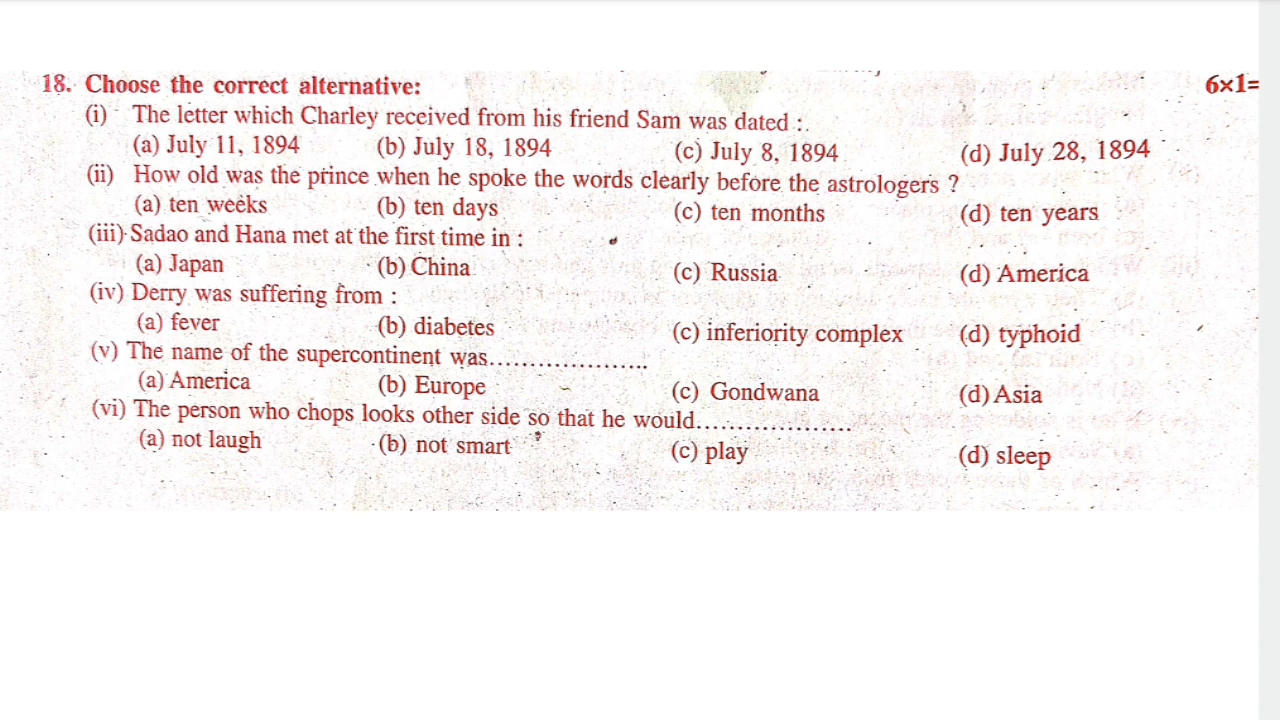 18. Choose the correct alternative: 6×1=
(i) The letter which Charley received from his friend Sam was dated :
(a) July 11, 1894 (b) July 18, 1894 (c) July 8, 1894 (d) July 28, 1894
(ii) How old was the prince when he spoke the words clearly before the astrologers ?
(a) ten weeks (b) ten days (c) ten months (d) ten years
(iii) Sadao and Hana met at the first time in :
(a) Japan (b) China (c) Russia (d) America
(iv) Derry was suffering from :
(a) fever (b) diabetes (c) inferiority complex (d) typhoid
(v) The name of the supercontinent was....................
(a) America (b) Europe (c) Gondwana (d) Asia
(vi) The person who chops looks other side so that he would....................
(a) not laugh (b) not smart (c) play (d) sleep